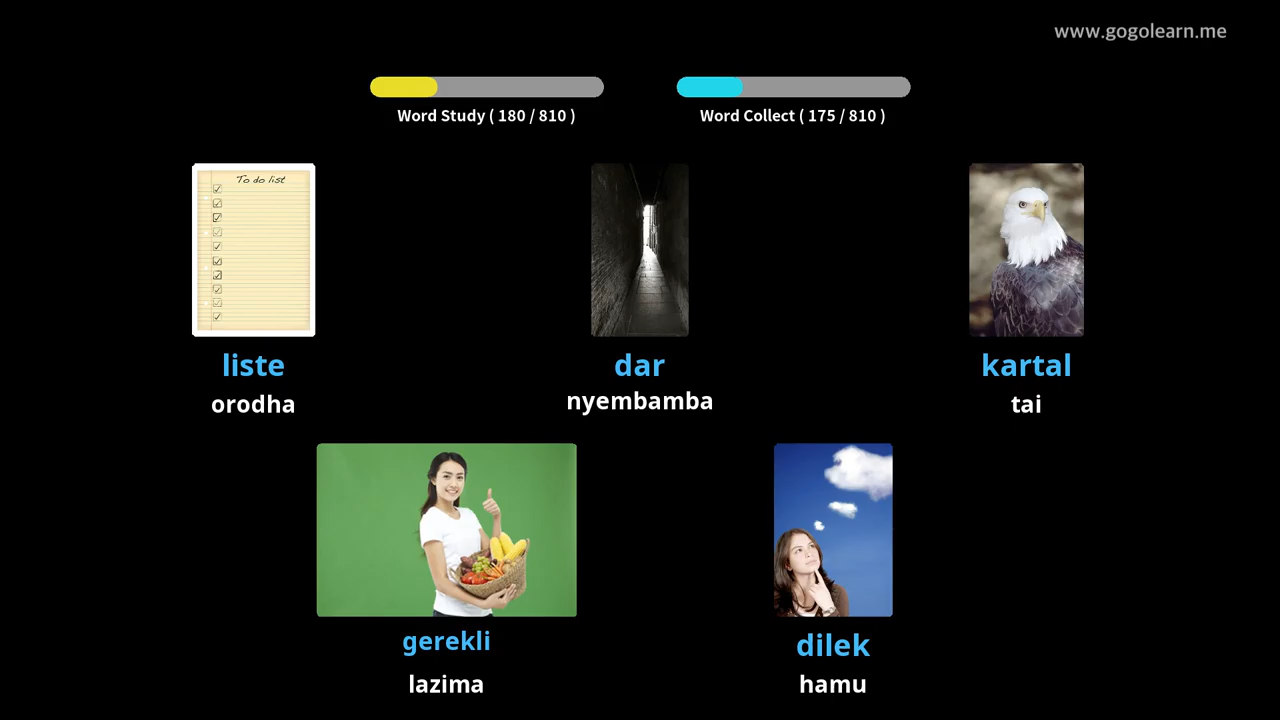 www.gogolearn.me
Word Study ( 180 / 810 )
Word Collect ( 175 / 810 )
To do list
liste
orodha
dar
nyembamba
kartal
tai
gerekli
lazima
dilek
hamu